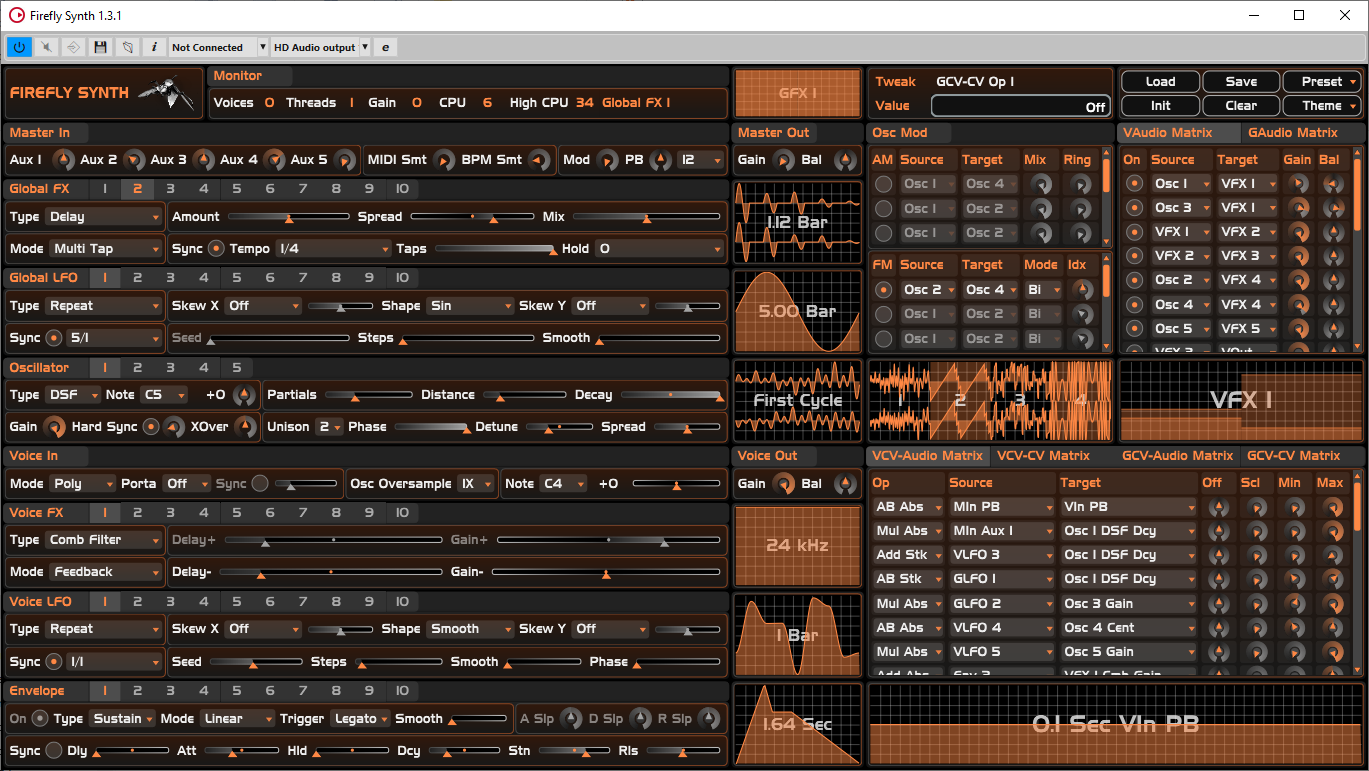 Firefly Synth 1.3.1
Not Connected HD Audio output e
i
FIREFLY SYNTH
Monitor
Voices 0 Threads 1 Gain 0 CPU 6 High CPU 34 Global FX 1
GFX 1
Tweak GCV-CV Op 1
Value Off
Load Save Preset
Init Clear Theme
Master In
Aux 1 Aux 2 Aux 3 Aux 4 Aux 5 MIDI Smt BPM Smt Mod PB 12
Master Out
Gain Bal
Global FX 1 2 3 4 5 6 7 8 9 10
Type Delay Amount Spread Mix
Mode Multi Tap Sync Tempo 1/4 Taps Hold 0
1.12 Bar
Global LFO 1 2 3 4 5 6 7 8 9 10
Type Repeat Skew X Off Shape Sin Skew Y Off
Sync 5/1 Seed Steps Smooth
5.00 Bar
Oscillator 1 2 3 4 5
Type DSF Note C5 +0 Partials Distance Decay
Gain Hard Sync XOver Unison 2 Phase Detune Spread
First Cycle
Voice In
Mode Poly Porta Off Sync Osc Oversample 1X Note C4 +0
Voice Out
Gain Bal
Voice FX 1 2 3 4 5 6 7 8 9 10
Type Comb Filter Delay+ Gain+
Mode Feedback Delay- Gain-
24 kHz
Voice LFO 1 2 3 4 5 6 7 8 9 10
Type Repeat Skew X Off Shape Smooth Skew Y Off
Sync 1/1 Seed Steps Smooth Phase
1 Bar
Envelope 1 2 3 4 5 6 7 8 9 10
On Type Sustain Mode Linear Trigger Legato Smooth A Slp D Slp R Slp
Sync Dly Att Hld Dcy Stn Rls
1.64 Sec
Osc Mod
AM Source Target Mix Ring
Osc 1 Osc 4
Osc 1 Osc 2
Osc 1 Osc 2
FM Source Target Mode Idx
Osc 2 Osc 4 Bi
Osc 1 Osc 2 Bi
Osc 1 Osc 2 Bi
1 2 3 4
VAudio Matrix GAudio Matrix
On Source Target Gain Bal
Osc 1 VFX 1
Osc 3 VFX 1
VFX 1 VFX 2
VFX 2 VFX 3
Osc 2 VFX 4
Osc 4 VFX 4
Osc 5 VFX 5
VFX 3 VOut
VFX 1
VCV-Audio Matrix VCV-CV Matrix GCV-Audio Matrix GCV-CV Matrix
Op Source Target Off Scl Min Max
AB Abs MIn PB VIn PB
Mul Abs MIn Aux 1 Osc 1 DSF Dcy
Add Stk VLFO 3 Osc 1 DSF Dcy
AB Stk GLFO 1 Osc 1 DSF Dcy
Mul Abs GLFO 2 Osc 3 Gain
AB Abs VLFO 4 Osc 4 Cent
Mul Abs VLFO 5 Osc 5 Gain
Add Abs Env 2 VFX 1 Cmb Gain
0.1 Sec VIn PB